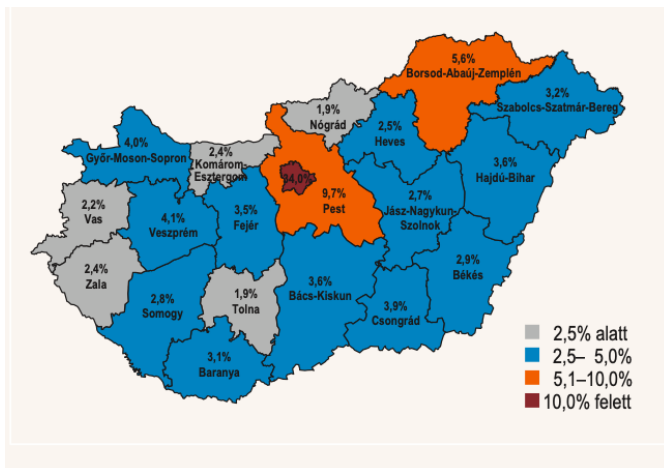 5,6%
Borsod-Abaúj-Zemplén
3,2%
Szabolcs-Szatmár-Bereg
1,9%
Nógrád
2,5%
Heves
4,0%
Győr-Moson-Sopron
2,4%
Komárom-
Esztergom
34,0%
9,7%
Pest
3,6%
Hajdú-Bihar
2,2%
Vas
4,1%
Veszprém
3,5%
Fejér
2,7%
Jász-Nagykun-
Szolnok
2,4%
Zala
2,8%
Somogy
1,9%
Tolna
3,6%
Bács-Kiskun
2,9%
Békés
3,9%
Csongrád
3,1%
Baranya
2,5% alatt
2,5– 5,0%
5,1–10,0%
10,0% felett